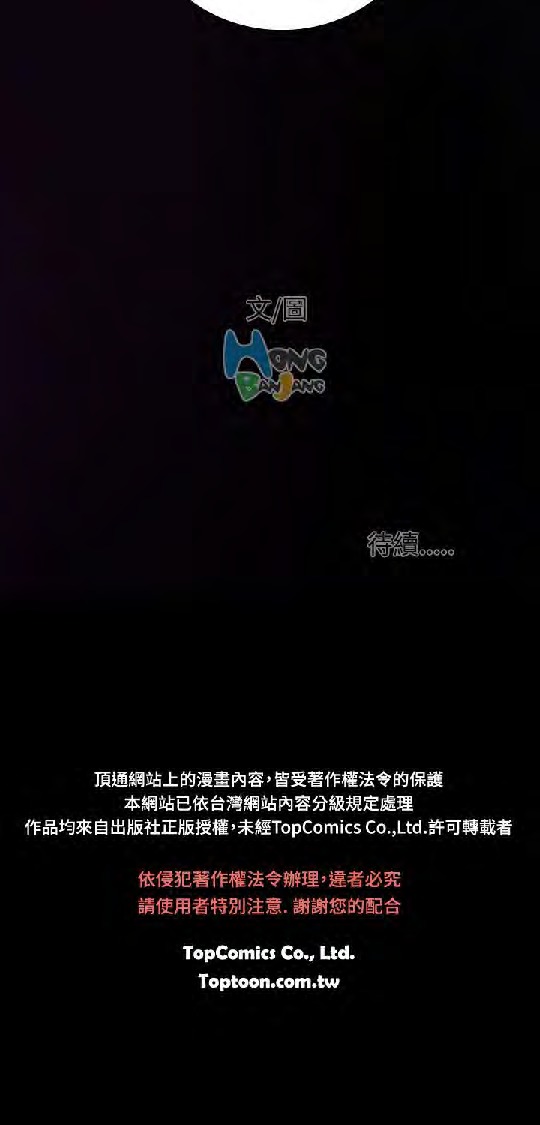 文/圖
HONG
BANJANG
待續.....
頂通網站上的漫畫內容,皆受著作權法令的保護
本網站已依台灣網站內容分級規定處理
作品均來自出版社正版授權,未經TopComics Co.,Ltd.許可轉載者
依侵犯著作權法令辦理,違者必究
請使用者特別注意. 謝謝您的配合
TopComics Co., Ltd.
Toptoon.com.tw